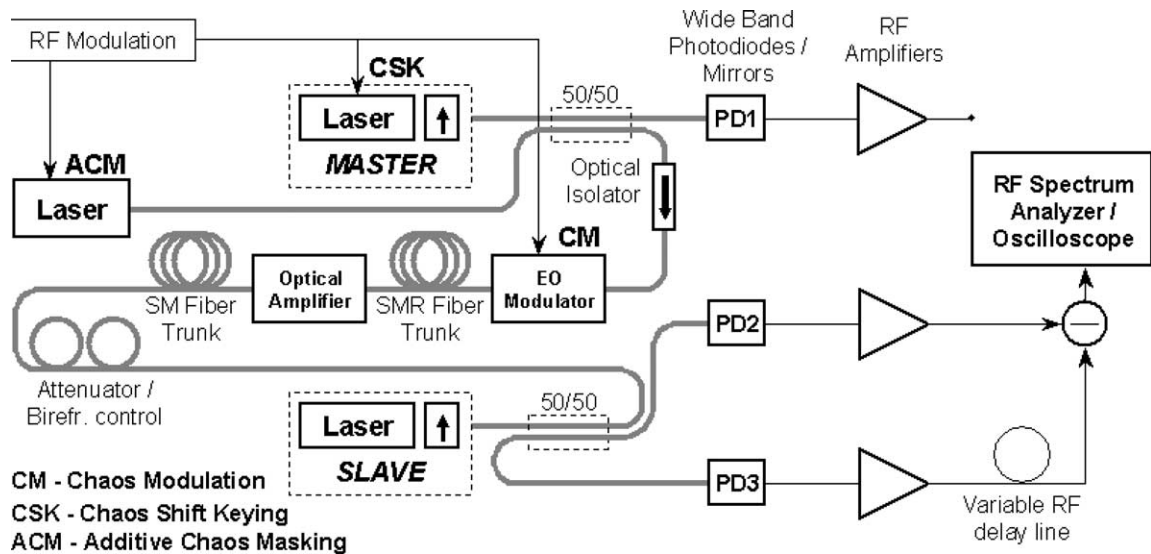 RF Modulation
Wide Band
Photodiodes /
Mirrors
RF
Amplifiers
CSK
50/50
Laser
MASTER
PD1
ACM
Laser
Optical
Isolator
RF Spectrum
Analyzer /
Oscilloscope
CM
Optical
Amplifier
EO
Modulator
SM Fiber
Trunk
SMR Fiber
Trunk
PD2
Attenuator /
Birefr. control
50/50
Laser
SLAVE
PD3
Variable RF
delay line
CM - Chaos Modulation
CSK - Chaos Shift Keying
ACM - Additive Chaos Masking